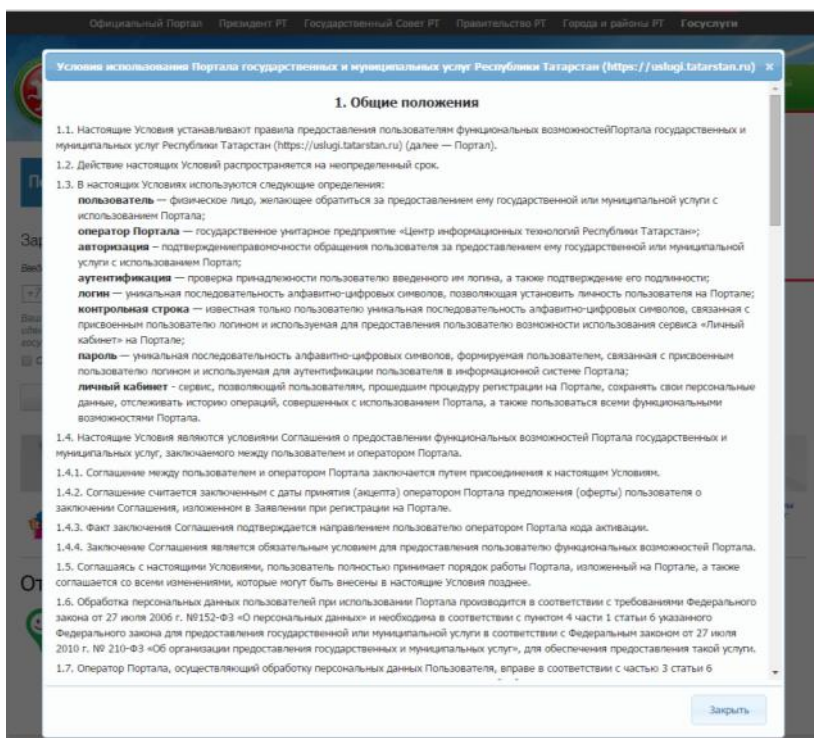 Официальный Портал Президент РТ Государственный Совет РТ Правительство РТ Города и районы РТ Госуслуги
Условия использования Портала государственных и муниципальных услуг Республики Татарстан (https://uslugi.tatarstan.ru) ×
1. Общие положения
1.1. Настоящие Условия устанавливают правила предоставления пользователям функциональных возможностейПортала государственных и
муниципальных услуг Республики Татарстан (https://uslugi.tatarstan.ru) (далее — Портал).
1.2. Действие настоящих Условий распространяется на неопределенный срок.
1.3. В настоящих Условиях используются следующие определения:
пользователь — физическое лицо, желающее обратиться за предоставлением ему государственной или муниципальной услуги с
использованием Портала;
оператор Портала — государственное унитарное предприятие «Центр информационных технологий Республики Татарстан»;
авторизация – подтверждениеправомочности обращения пользователя за предоставлением ему государственной или муниципальной
услуги с использованием Портал;
аутентификация — проверка принадлежности пользователю введенного им логина, а также подтверждение его подлинности;
логин — уникальная последовательность алфавитно-цифровых символов, позволяющая установить личность пользователя на Портале;
контрольная строка — известная только пользователю уникальная последовательность алфавитно-цифровых символов, связанная с
присвоенным пользователю логином и используемая для предоставления пользователю возможности использования сервиса «Личный
кабинет» на Портале;
пароль — уникальная последовательность алфавитно-цифровых символов, формируемая пользователем, связанная с присвоенным
пользователю логином и используемая для аутентификации пользователя в информационной системе Портала;
личный кабинет - сервис, позволяющий пользователям, прошедшим процедуру регистрации на Портале, сохранять свои персональные
данные, отслеживать историю операций, совершенных с использованием Портала, а также пользоваться всеми функциональными
возможностями Портала.
1.4. Настоящие Условия являются условиями Соглашения о предоставлении функциональных возможностей Портала государственных и
муниципальных услуг, заключаемого между пользователем и оператором Портала.
1.4.1. Соглашение между пользователем и оператором Портала заключается путем присоединения к настоящим Условиям.
1.4.2. Соглашение считается заключенным с даты принятия (акцепта) оператором Портала предложения (оферты) пользователя о
заключении Соглашения, изложенном в Заявлении при регистрации на Портале.
1.4.3. Факт заключения Соглашения подтверждается направлением пользователю оператором Портала кода активации.
1.4.4. Заключение Соглашения является обязательным условием для предоставления пользователю функциональных возможностей Портала.
1.5. Соглашаясь с настоящими Условиями, пользователь полностью принимает порядок работы Портала, изложенный на Портале, а также
соглашается со всеми изменениями, которые могут быть внесены в настоящие Условия позднее.
1.6. Обработка персональных данных пользователей при использовании Портала производится в соответствии с требованиями Федерального
закона от 27 июля 2006 г. №152-ФЗ «О персональных данных» и необходима в соответствии с пунктом 4 части 1 статьи 6 указанного
Федерального закона для предоставления государственной или муниципальной услуги в соответствии с Федеральным законом от 27 июля
2010 г. № 210-ФЗ «Об организации предоставления государственных и муниципальных услуг», для обеспечения предоставления такой услуги.
1.7. Оператор Портала, осуществляющий обработку персональных данных Пользователя, вправе в соответствии с частью 3 статьи 6
Закрыть